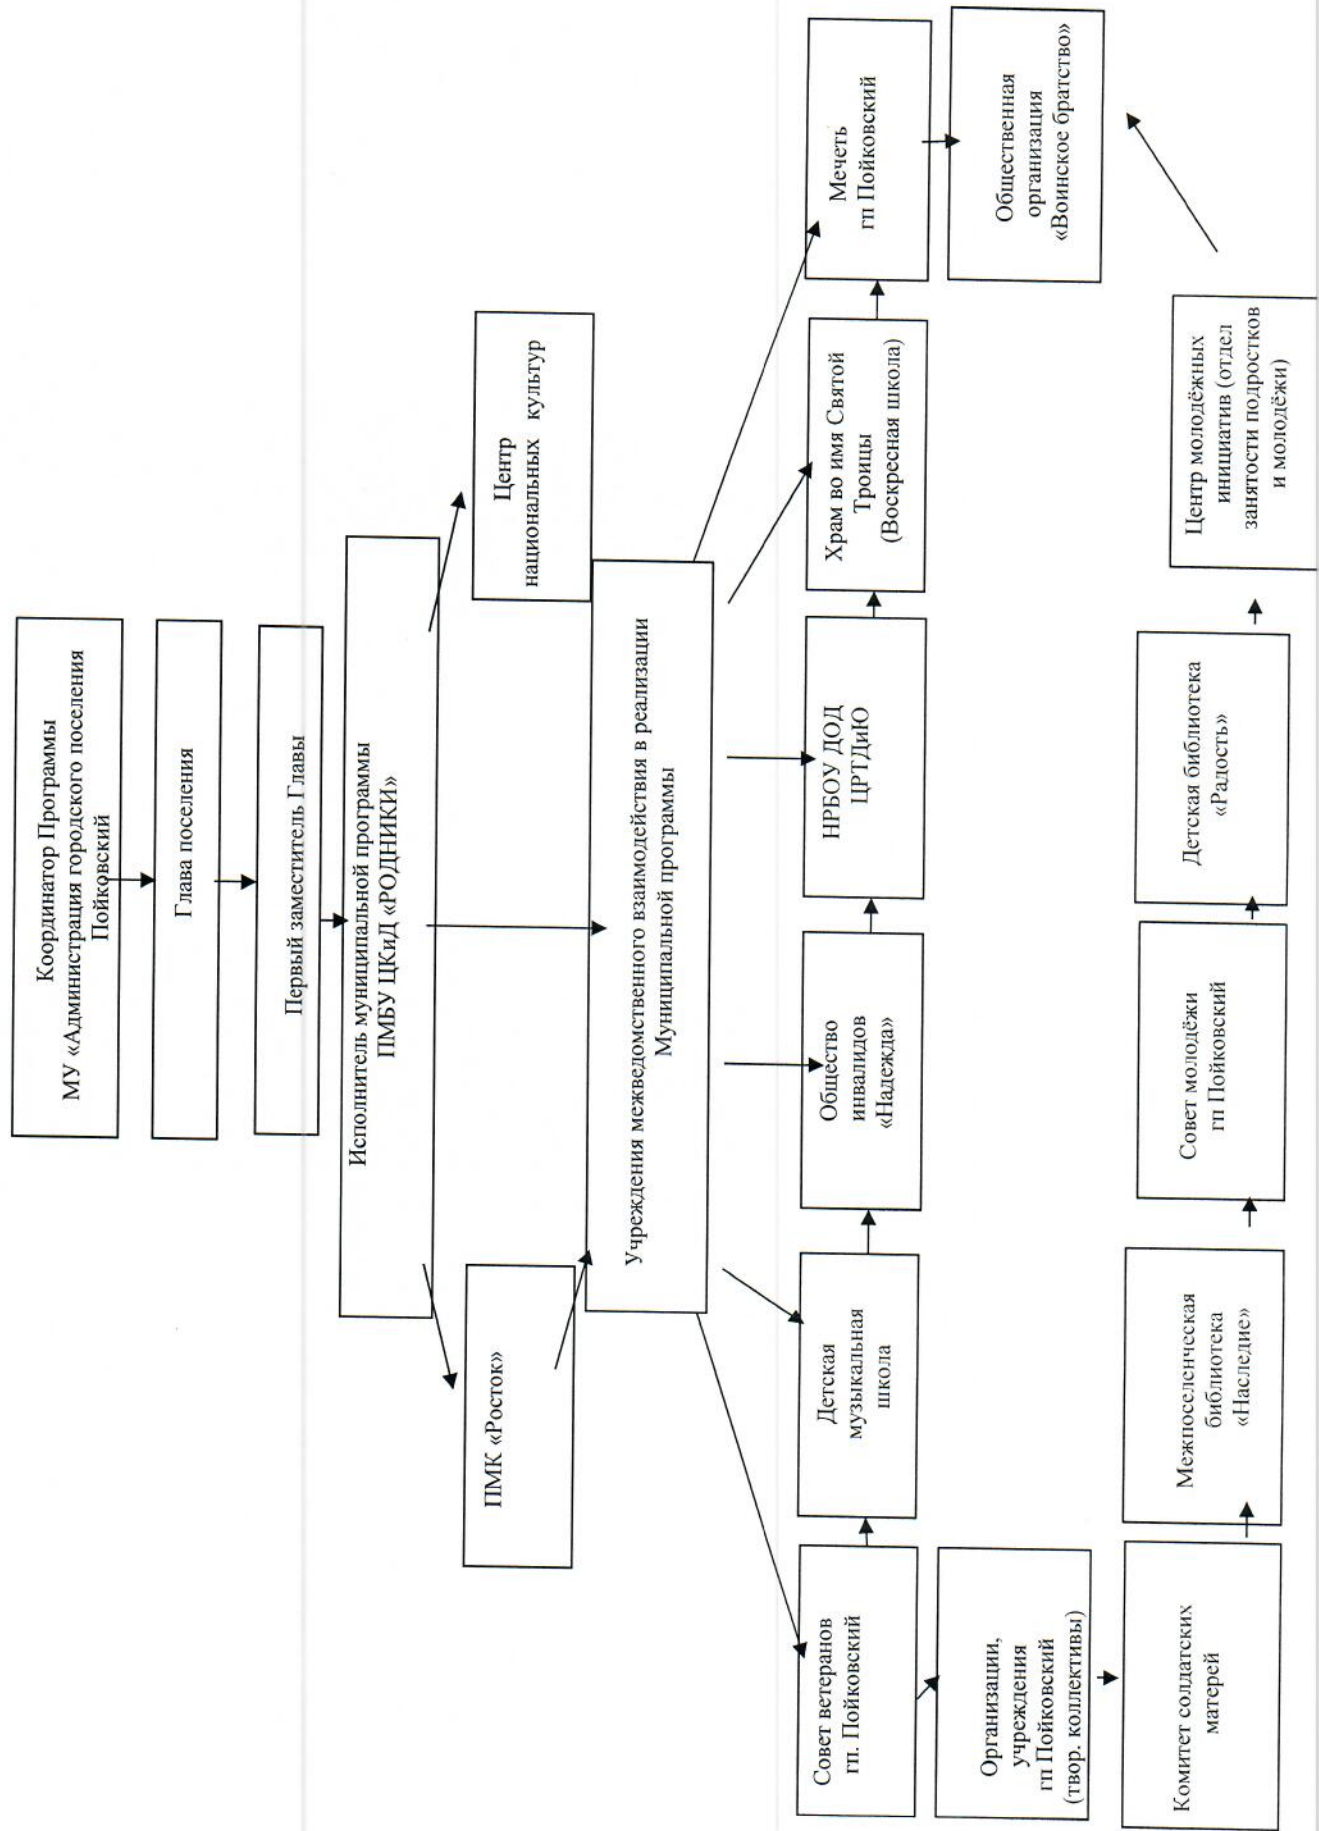 Координатор Программы
МУ «Администрация городского поселения
Пойковский
Глава поселения
Первый заместитель Главы
Исполнитель муниципальной программы
ПМБУ ЦКиД «РОДНИКИ»
ПМК «Росток»
Центр
национальных культур
Учреждения межведомственного взаимодействия в реализации
Муниципальной программы
Совет ветеранов
гп. Пойковский
Детская
музыкальная
школа
Общество
инвалидов
«Надежда»
НРБОУ ДОД
ЦРТДиЮ
Храм во имя Святой
Троицы
(Воскресная школа)
Мечеть
гп Пойковский
Организации,
учреждения
гп Пойковский
(твор. коллективы)
Общественная
организация
«Воинское братство»
Комитет солдатских
матерей
Межпоселенческая
библиотека
«Наследие»
Совет молодёжи
гп Пойковский
Детская библиотека
«Радость»
Центр молодёжных
инициатив (отдел
занятости подростков
и молодёжи)